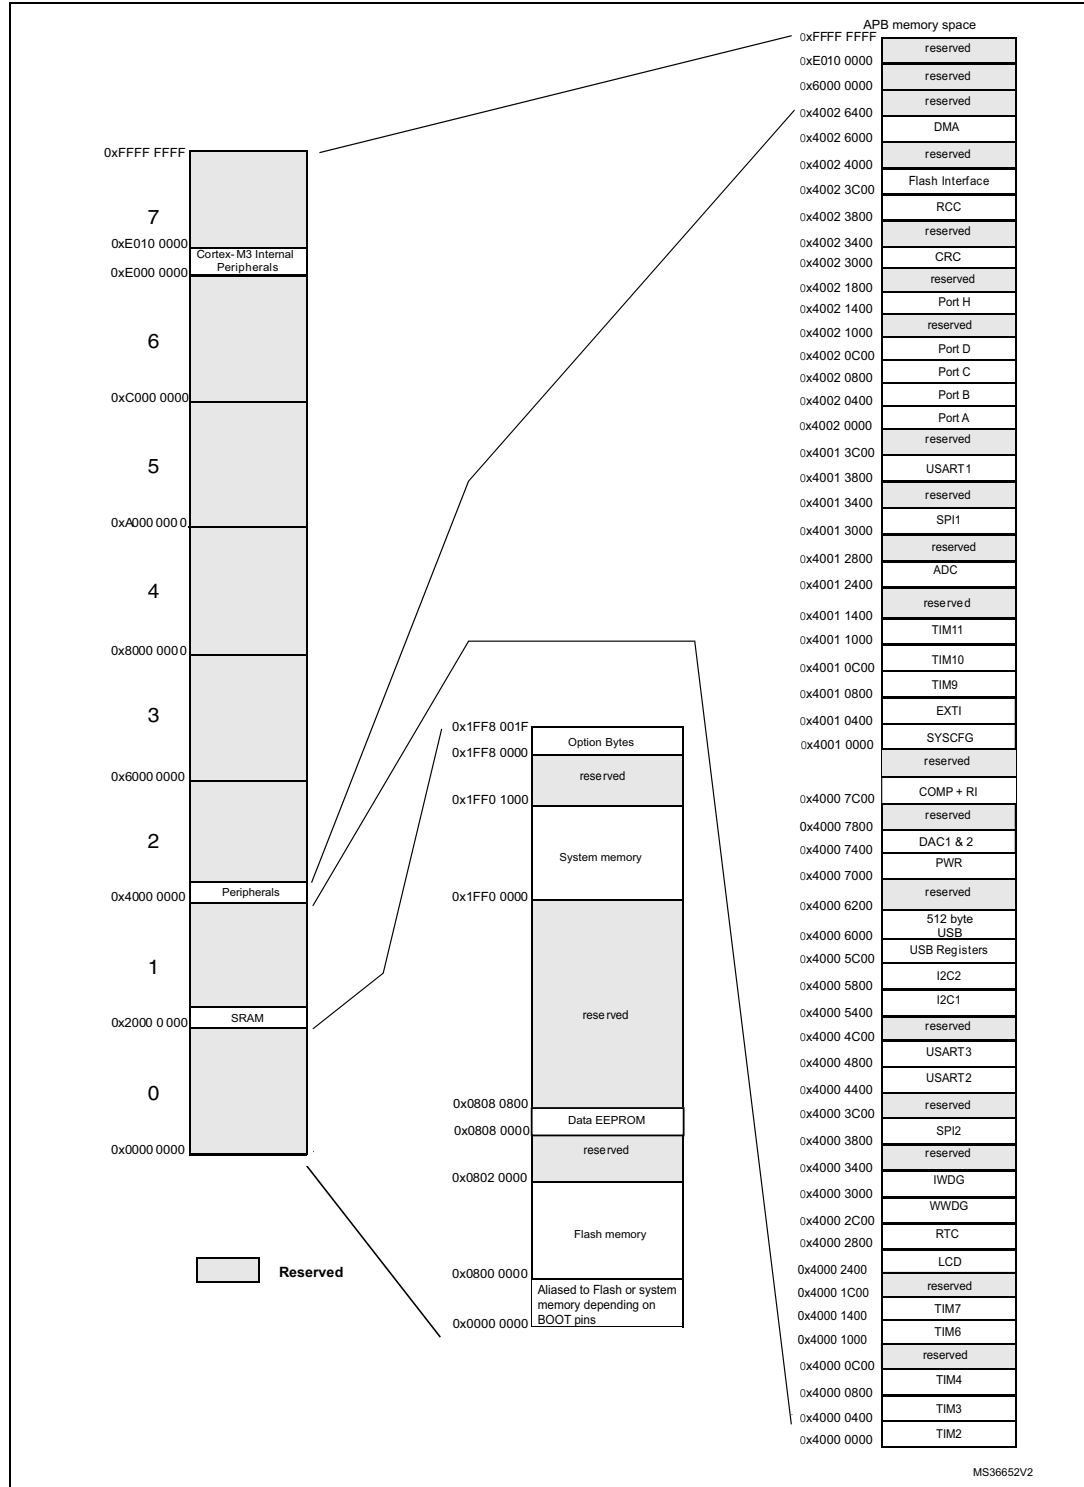 0xFFFF FFFF
7
0xE010 0000
Cortex-M3 Internal
Peripherals
0xE000 0000
6
0xC000 0000
5
0xA000 0000
4
0x8000 0000
3
0x6000 0000
2
Peripherals
0x4000 0000
1
SRAM
0x2000 0000
0
0x0000 0000
Reserved
0x1FF8 001F
Option Bytes
0x1FF8 0000
reserved
0x1FF0 1000
System memory
0x1FF0 0000
reserved
0x0808 0800
Data EEPROM
0x0808 0000
reserved
0x0802 0000
Flash memory
0x0800 0000
Aliased to Flash or system
memory depending on
BOOT pins
0x0000 0000
APB memory space
0xFFFF FFFF
reserved
0xE010 0000
reserved
0x6000 0000
reserved
0x4002 6400
DMA
0x4002 6000
reserved
0x4002 4000
Flash Interface
0x4002 3C00
RCC
0x4002 3800
reserved
0x4002 3400
CRC
0x4002 3000
reserved
0x4002 1800
Port H
0x4002 1400
reserved
0x4002 1000
Port D
0x4002 0C00
Port C
0x4002 0800
Port B
0x4002 0400
Port A
0x4002 0000
reserved
0x4001 3C00
USART1
0x4001 3800
reserved
0x4001 3400
SPI1
0x4001 3000
reserved
0x4001 2800
ADC
0x4001 2400
reserved
0x4001 1400
TIM11
0x4001 1000
TIM10
0x4001 0C00
TIM9
0x4001 0800
EXTI
0x4001 0400
SYSCFG
0x4001 0000
reserved
COMP + RI
0x4000 7C00
reserved
0x4000 7800
DAC1 & 2
0x4000 7400
PWR
0x4000 7000
reserved
0x4000 6200
512 byte
USB
0x4000 6000
USB Registers
0x4000 5C00
I2C2
0x4000 5800
I2C1
0x4000 5400
reserved
0x4000 4C00
USART3
0x4000 4800
USART2
0x4000 4400
reserved
0x4000 3C00
SPI2
0x4000 3800
reserved
0x4000 3400
IWDG
0x4000 3000
WWDG
0x4000 2C00
RTC
0x4000 2800
LCD
0x4000 2400
reserved
0x4000 1C00
TIM7
0x4000 1400
TIM6
0x4000 1000
reserved
0x4000 0C00
TIM4
0x4000 0800
TIM3
0x4000 0400
TIM2
0x4000 0000
MS36652V2